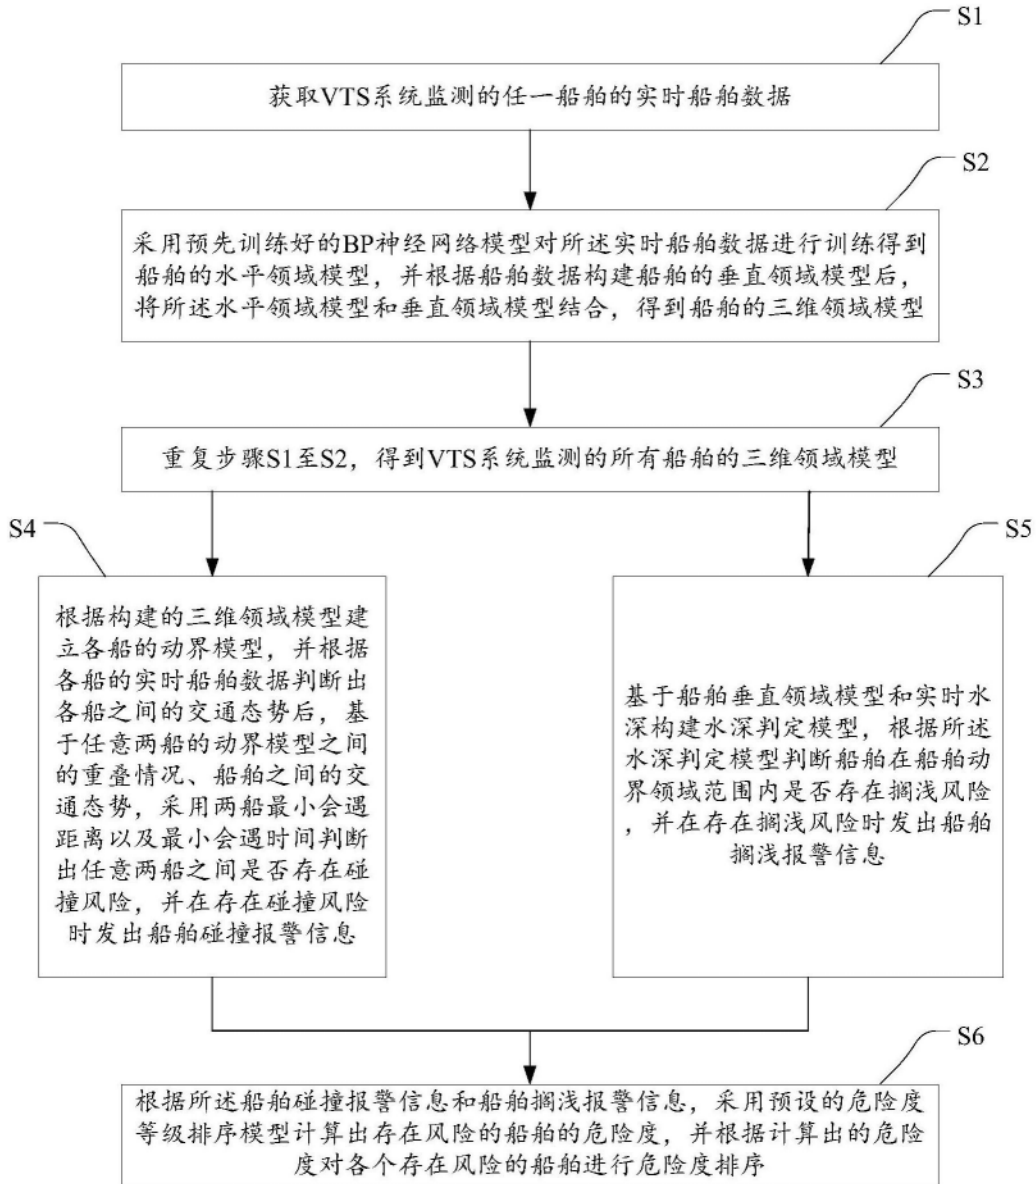 S1
获取VTS系统监测的任一船舶的实时船舶数据
S2
采用预先训练好的BP神经网络模型对所述实时船舶数据进行训练得到
船舶的水平领域模型，并根据船舶数据构建船舶的垂直领域模型后，
将所述水平领域模型和垂直领域模型结合，得到船舶的三维领域模型
S3
重复步骤S1至S2，得到VTS系统监测的所有船舶的三维领域模型
S4
根据构建的三维领域模型建
立各船的动界模型，并根据
各船的实时船舶数据判断出
各船之间的交通态势后，基
于任意两船的动界模型之间
的重叠情况、船舶之间的交
通态势，采用两船最小会遇
距离以及最小会遇时间判断
出任意两船之间是否存在碰
撞风险，并在存在碰撞风险
时发出船舶碰撞报警信息
S5
基于船舶垂直领域模型和实时水
深构建水深判定模型，根据所述
水深判定模型判断船舶在船舶动
界领域范围内是否存在搁浅风险
，并在存在搁浅风险时发出船舶
搁浅报警信息
S6
根据所述船舶碰撞报警信息和船舶搁浅报警信息，采用预设的危险度
等级排序模型计算出存在风险的船舶的危险度，并根据计算出的危险
度对各个存在风险的船舶进行危险度排序